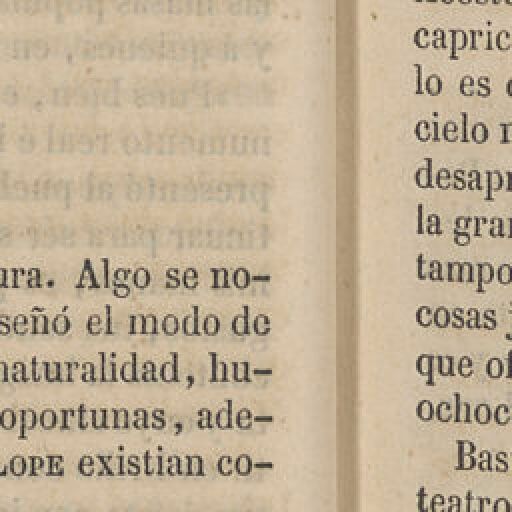 ura. Algo se no-
señó el modo de
naturalidad, hu-
oportunas, ade-
LOPE existian co-
capric
lo es
cielo
desapr
la gran
tampo
cosas
que of
ochoc
Bas
teatro